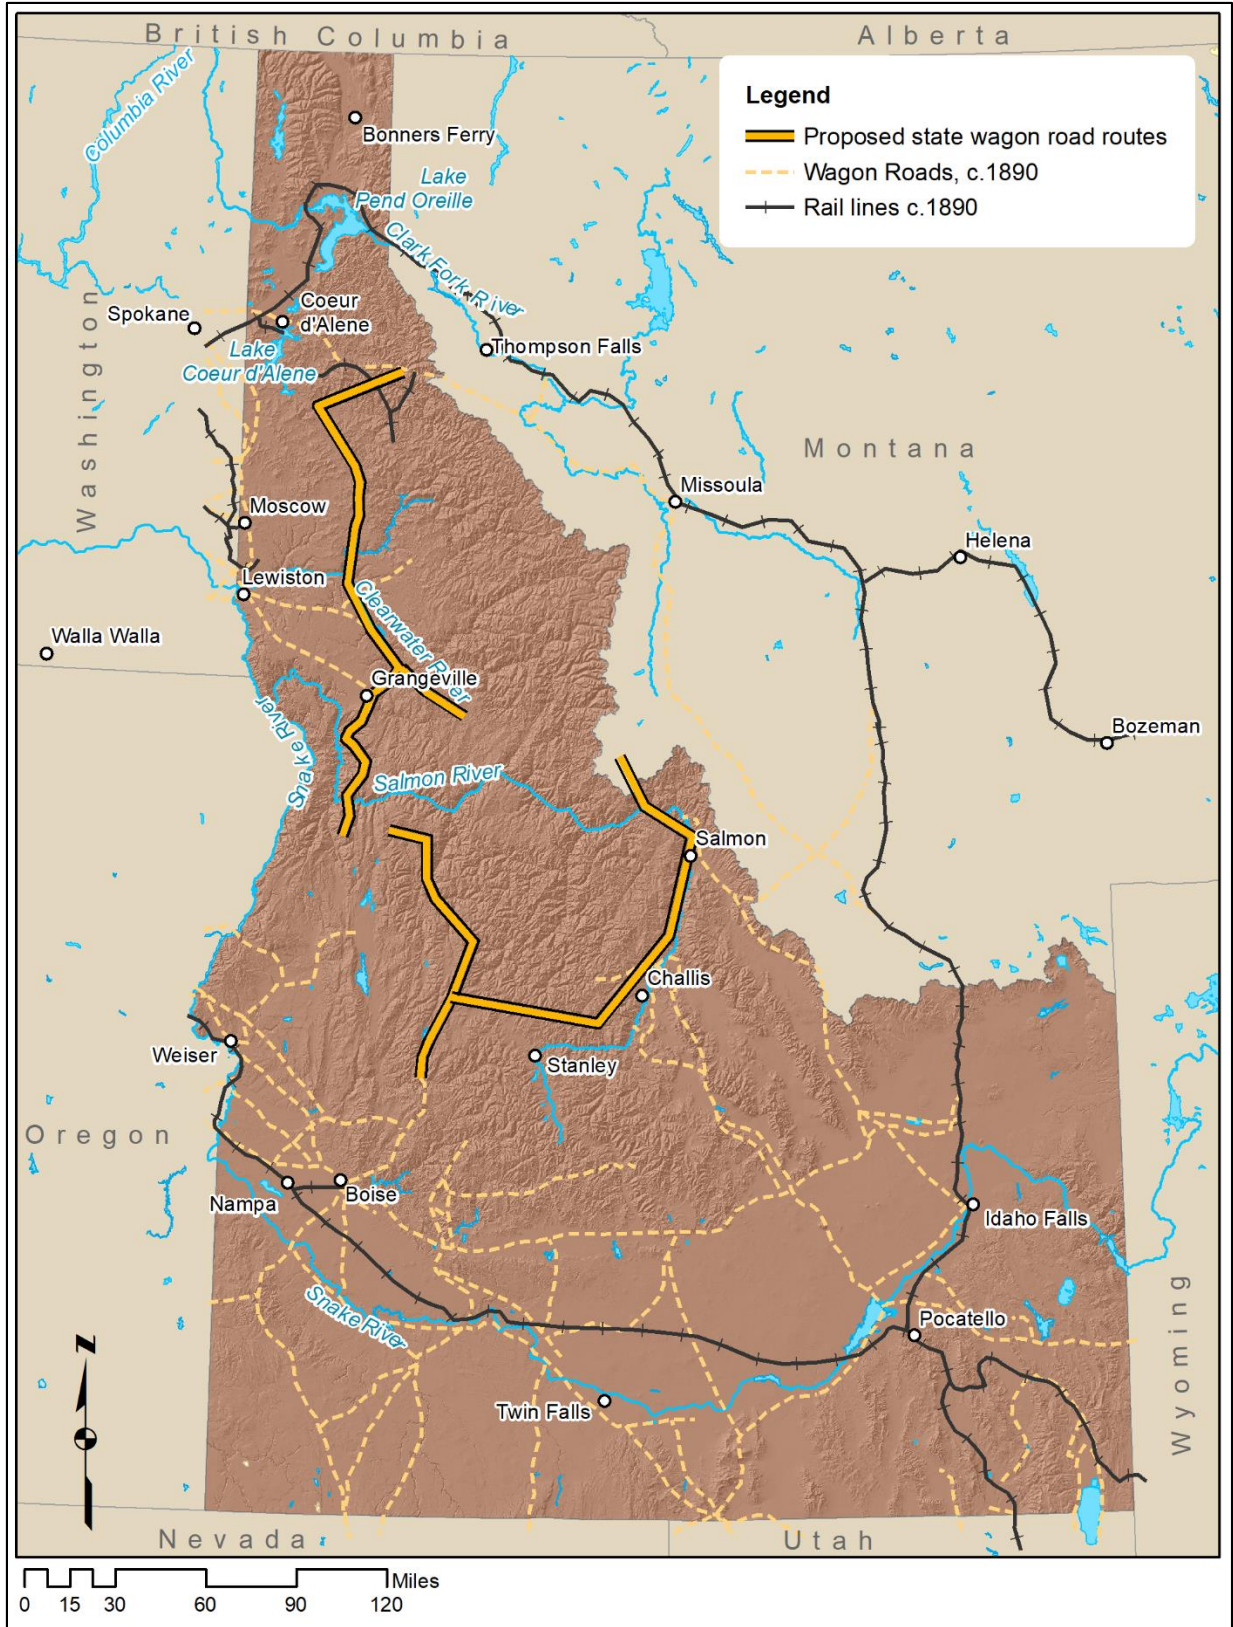 British Columbia
Alberta
Columbia River
Legend
Proposed state wagon road routes
Wagon Roads, c.1890
Rail lines c.1890
Bonners Ferry
Lake
Pend Oreille
Clark Fork River
Washington
Spokane
Coeur
d'Alene
Lake
Coeur d'Alene
Thompson Falls
Montana
Missoula
Moscow
Helena
Lewiston
Clearwater River
Walla Walla
Grangeville
Snake River
Bozeman
Salmon River
Salmon
Challis
Weiser
Stanley
Oregon
Nampa
Boise
Idaho Falls
Snake River
Pocatello
Wyoming
Twin Falls
N
Nevada
Utah
Miles
0 15 30 60 90 120